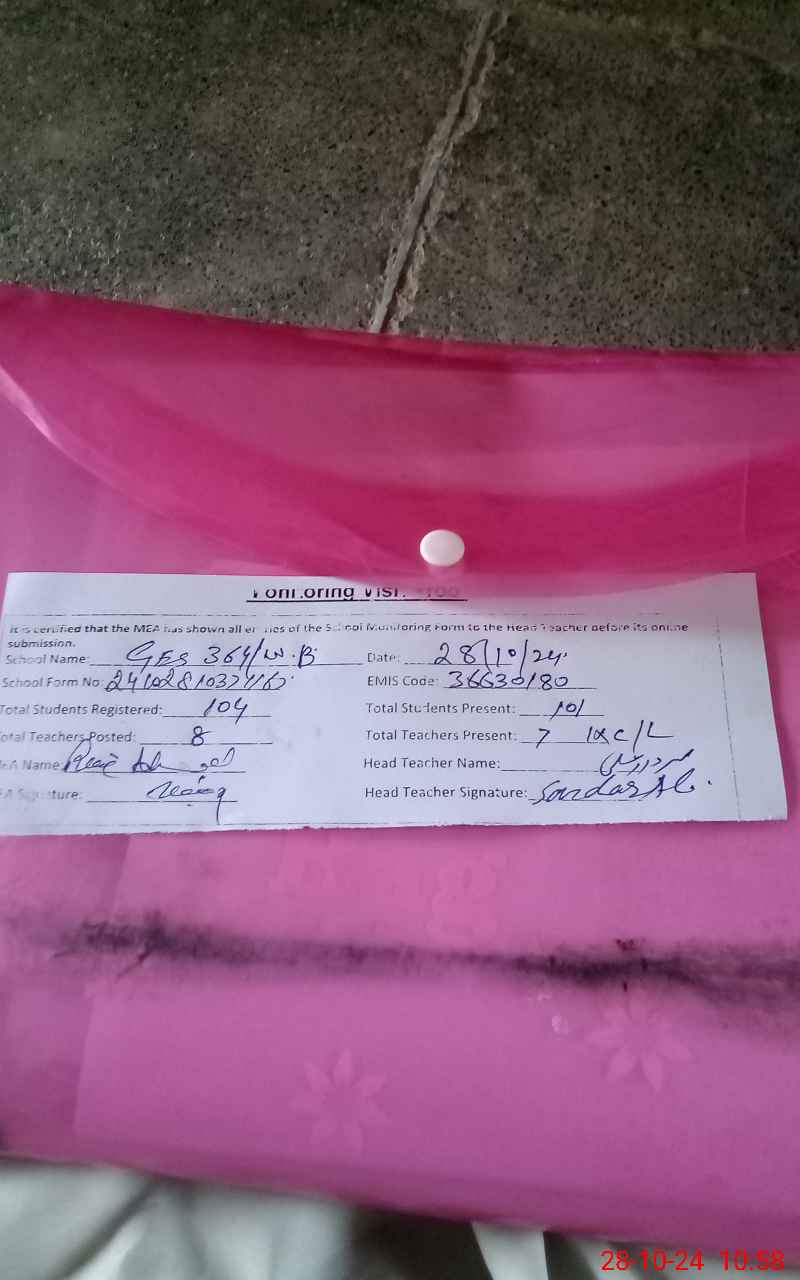 Monitoring Visit
It is certified that the MEA has shown all entries of the School Monitoring Form to the Head Teacher before its online
submission.
School Name: GES 364/W.B Date: 28/10/24.
School Form No: EMIS Code: 36630180
Total Students Registered: 104 Total Students Present: 101
Total Teachers Posted: 8 Total Teachers Present: 7 1xC/L
MEA Name: Head Teacher Name: سردار علی
MEA Signature: Head Teacher Signature: Sardar Ali.
28-10-24 10:58